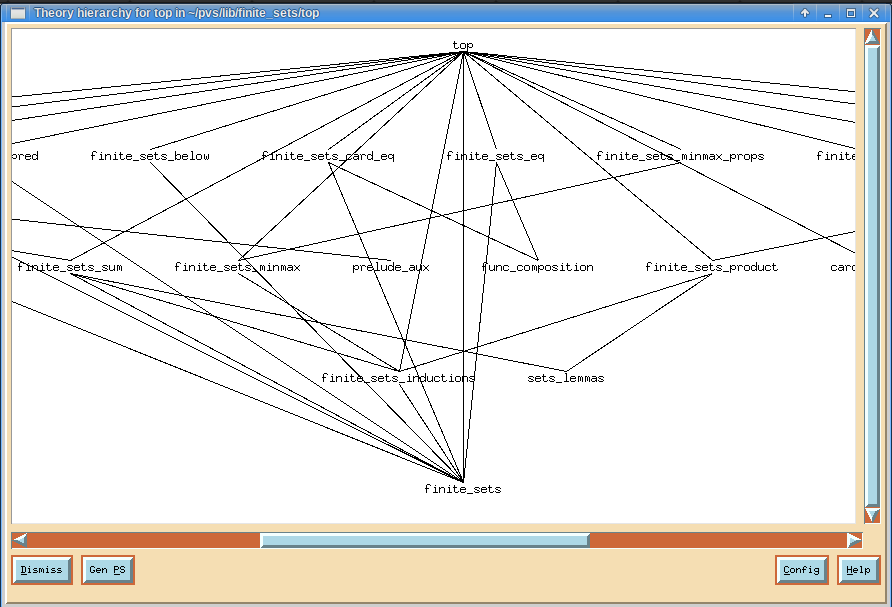 Theory hierarchy for top in ~/pvs/lib/finite_sets/top
top
pred finite_sets_below finite_sets_card_eq finite_sets_eq finite_sets_minmax_props finite
finite_sets_sum finite_sets_minmax prelude_aux func_composition finite_sets_product card
finite_sets_inductions sets_lemmas
finite_sets
Dismiss Gen PS Config Help